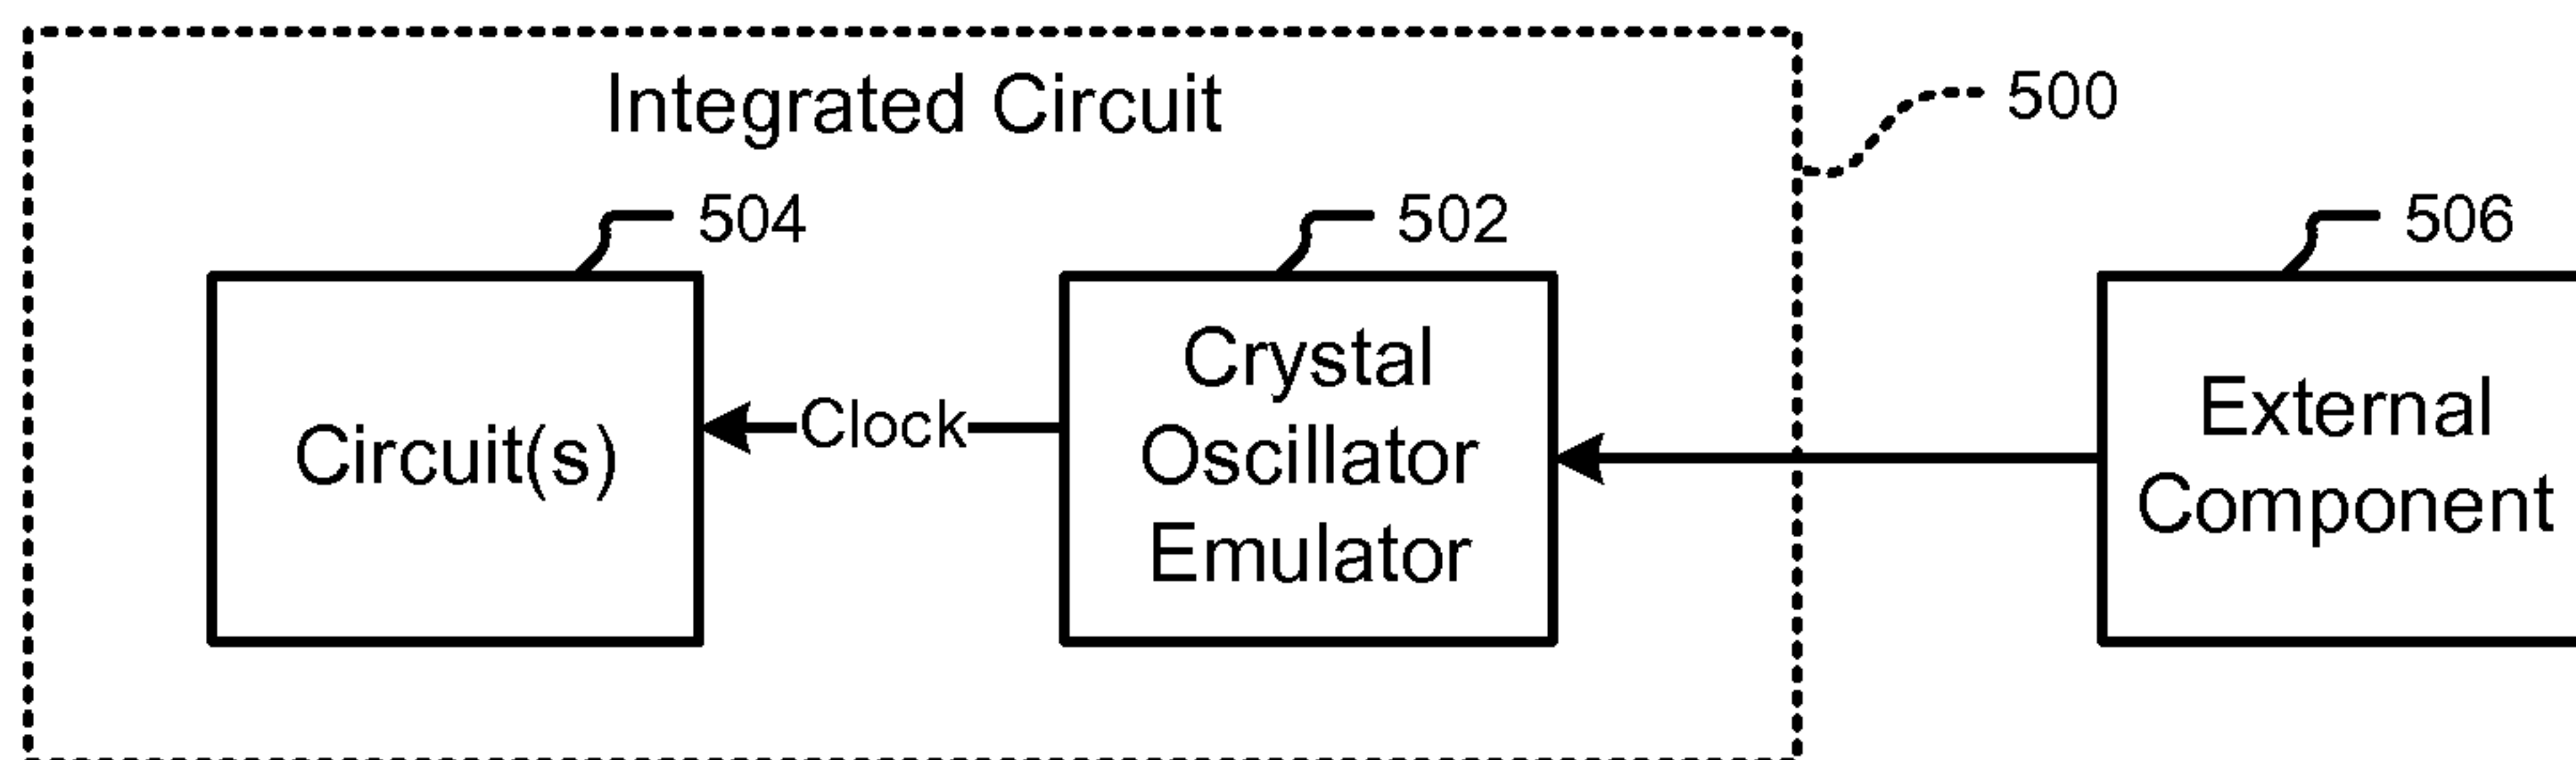 Integrated Circuit
500
504
502
506
Circuit(s)
Clock
Crystal
Oscillator
Emulator
External
Component